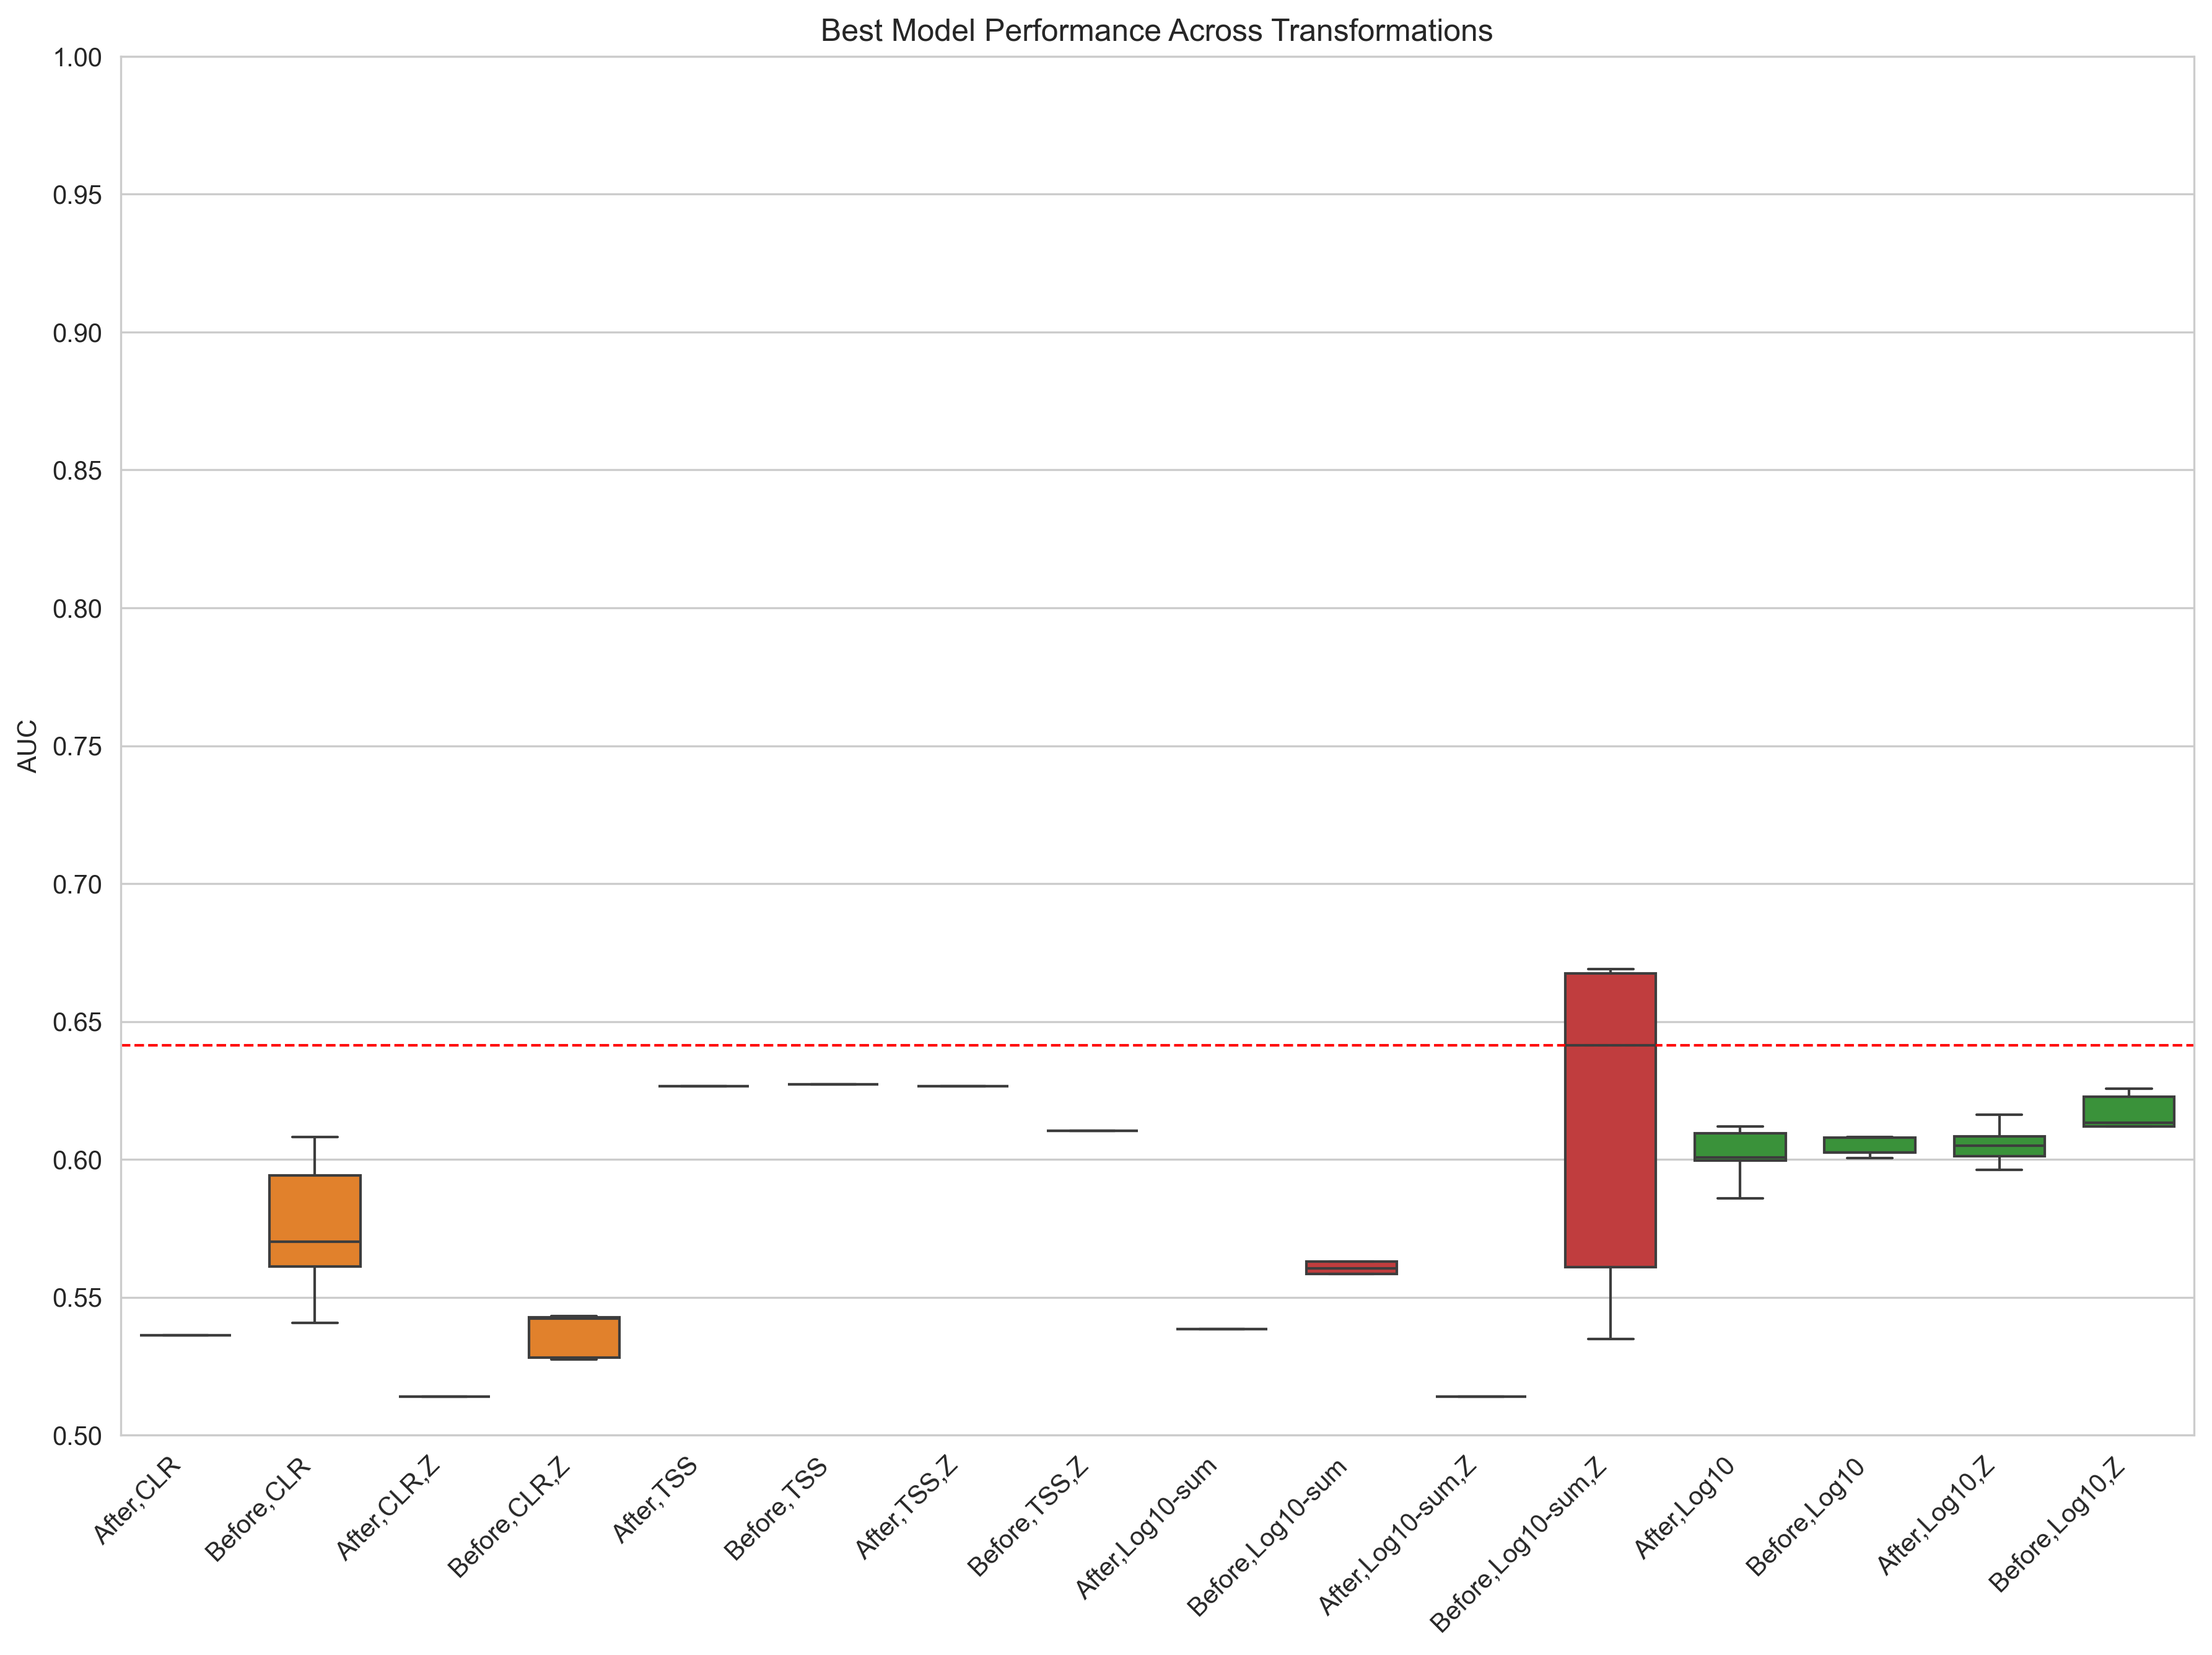 Best Model Performance Across Transformations
1.00
0.95
0.90
0.85
0.80
0.75
0.70
0.65
0.60
0.55
0.50
AUC
After,CLR
Before,CLR
After,CLR,Z
Before,CLR,Z
After,TSS
Before,TSS
After,TSS,Z
Before,TSS,Z
After,Log10-sum
Before,Log10-sum
After,Log10-sum,Z
Before,Log10-sum,Z
After,Log10
Before,Log10
After,Log10,Z
Before,Log10,Z